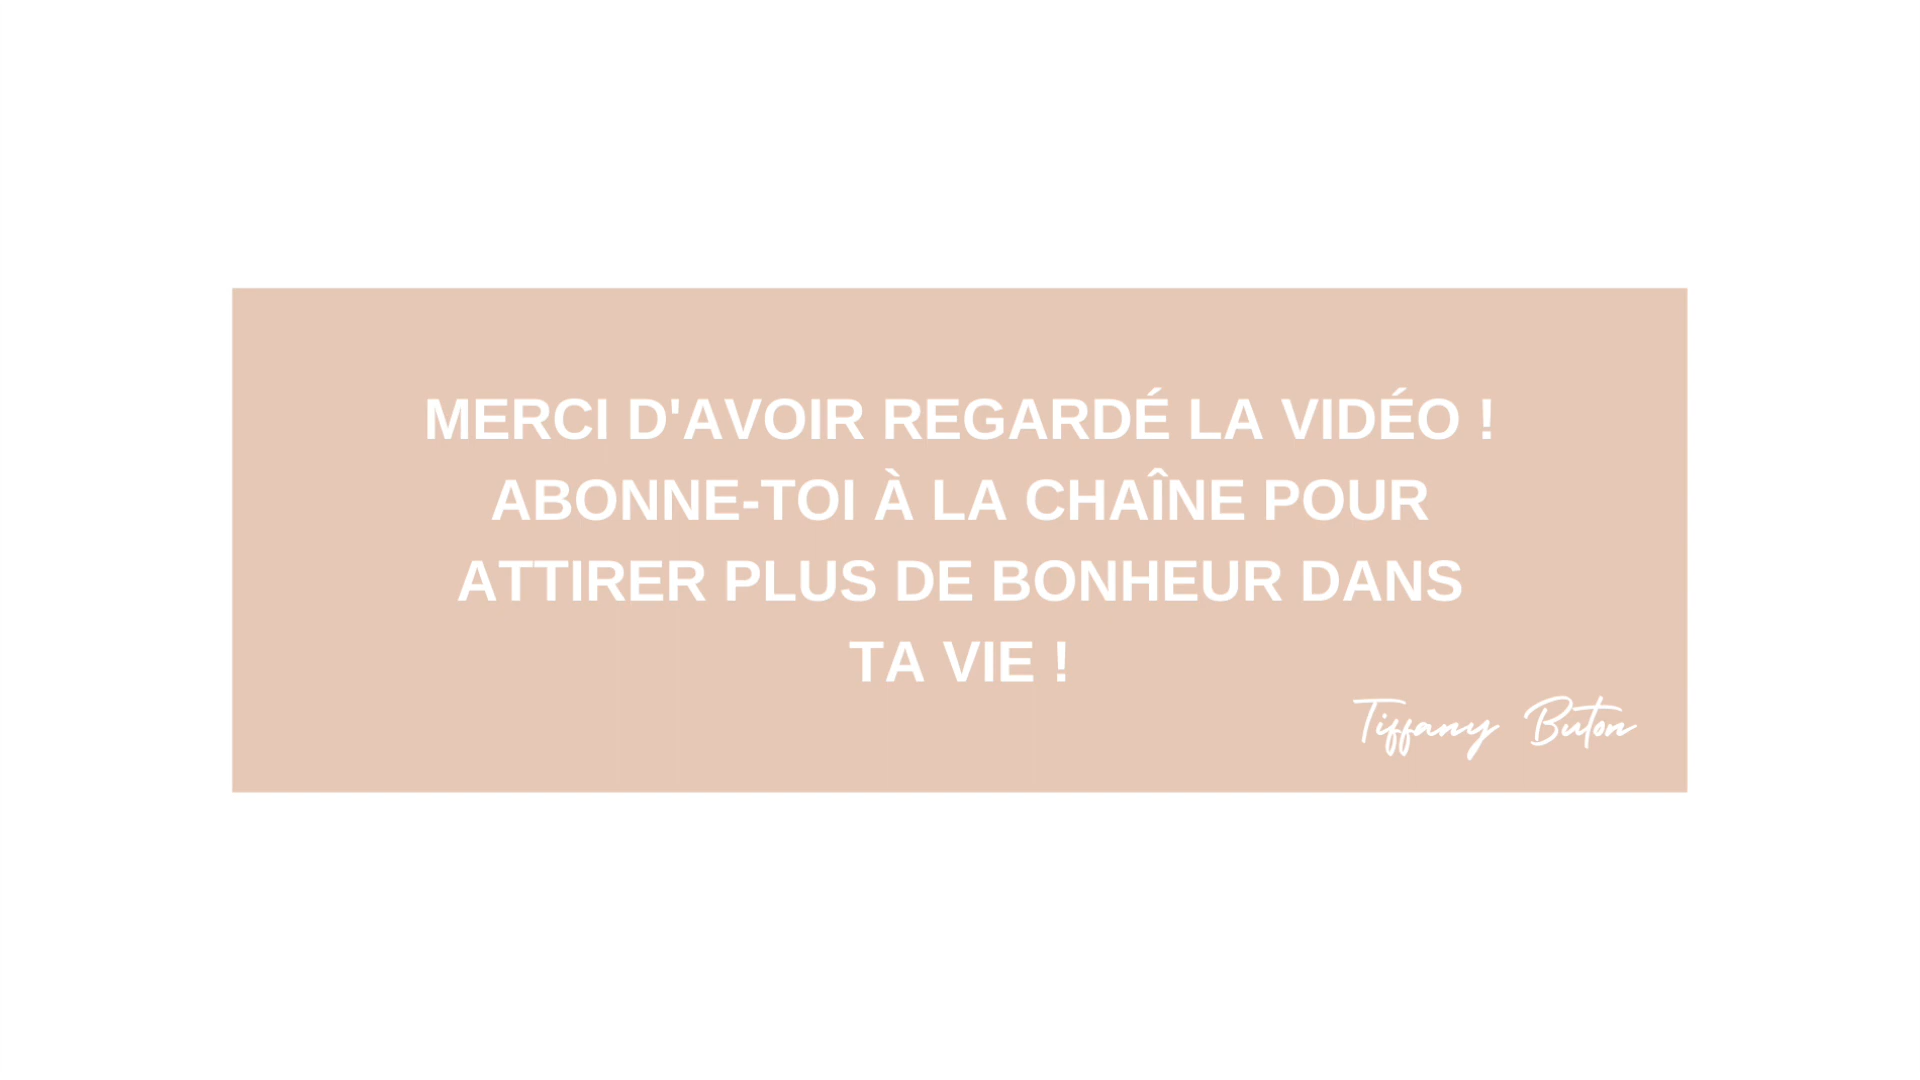 MERCI D'AVOIR REGARDÉ LA VIDÉO !
ABONNE-TOI À LA CHAÎNE POUR
ATTIRER PLUS DE BONHEUR DANS
TA VIE !
Tiffany Buton